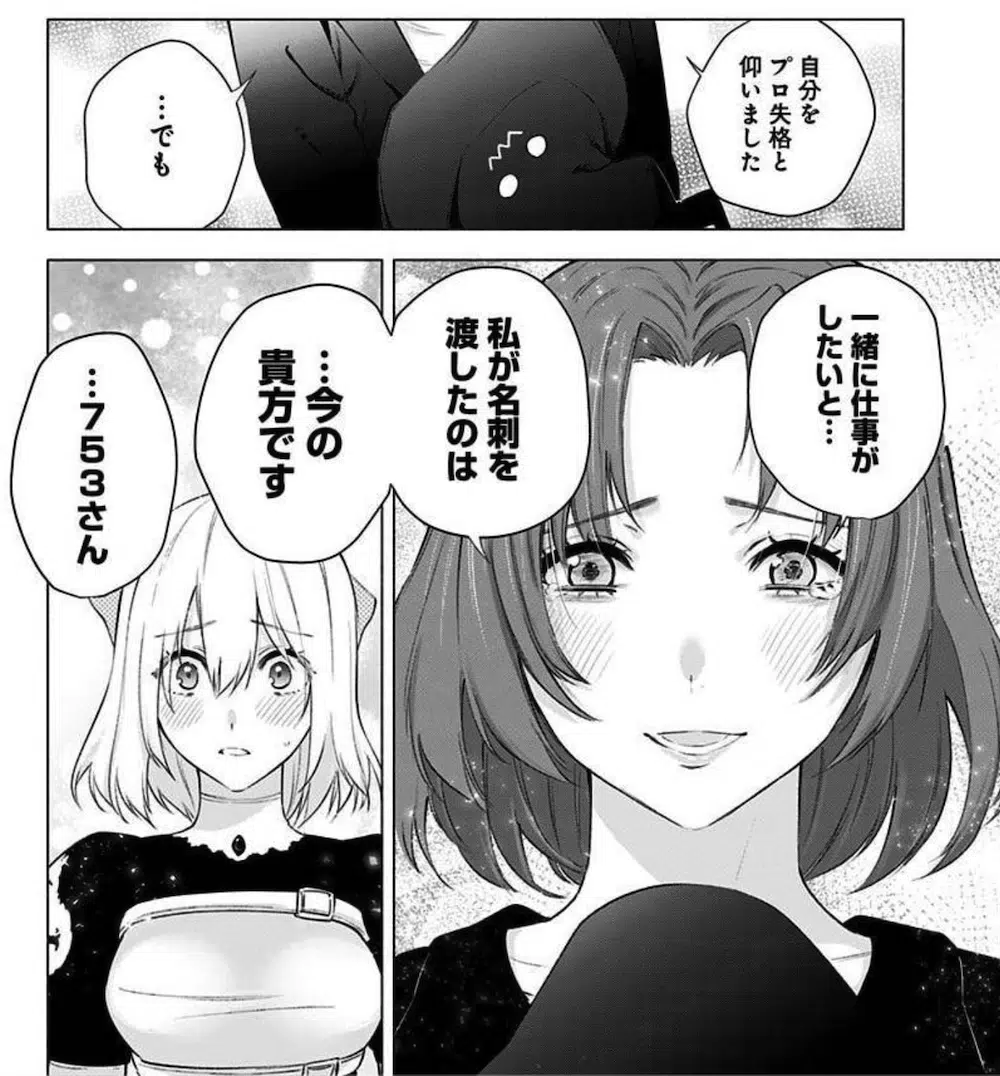 自分を
プロ失格と
仰いました
…でも
一緒に仕事が
したいと…
私が名刺を
渡したのは
…今の
貴方です
…753さん